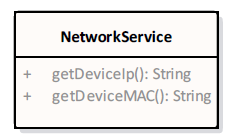 NetworkService
+ getDeviceIp(): String
+ getDeviceMAC(): String